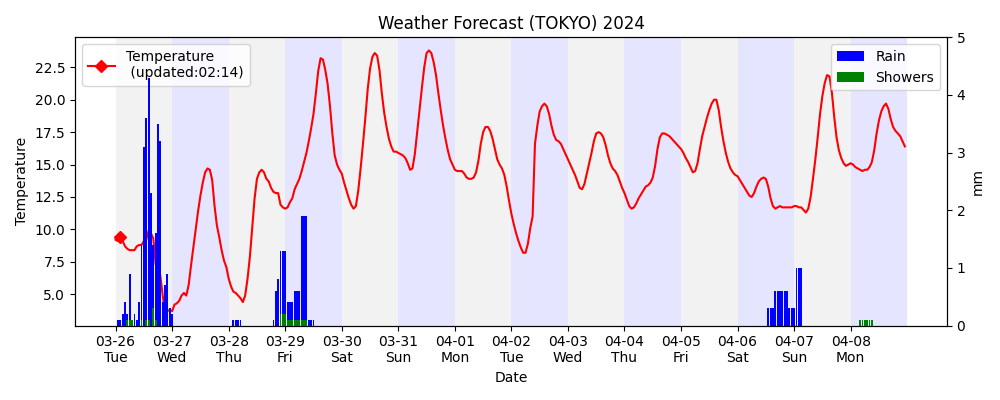 Weather Forecast (TOKYO) 2024
Temperature
(updated:02:14)
Rain
Showers
Temperature
22.5
20.0
17.5
15.0
12.5
10.0
7.5
5.0
5
4
3
2
1
0
mm
03-26 03-27 03-28 03-29 03-30 03-31 04-01 04-02 04-03 04-04 04-05 04-06 04-07 04-08
Tue Wed Thu Fri Sat Sun Mon Tue Wed Thu Fri Sat Sun Mon
Date